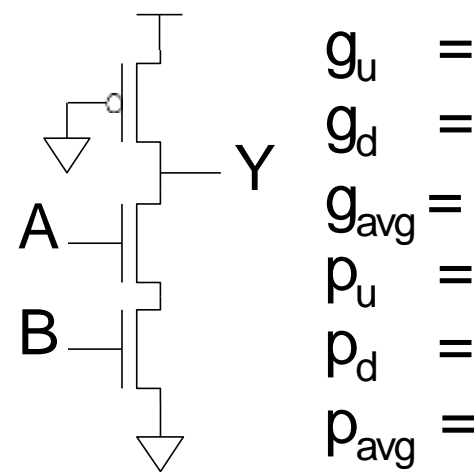 g_u =
g_d =
g_avg =
p_u =
p_d =
p_avg =
Y
A
B